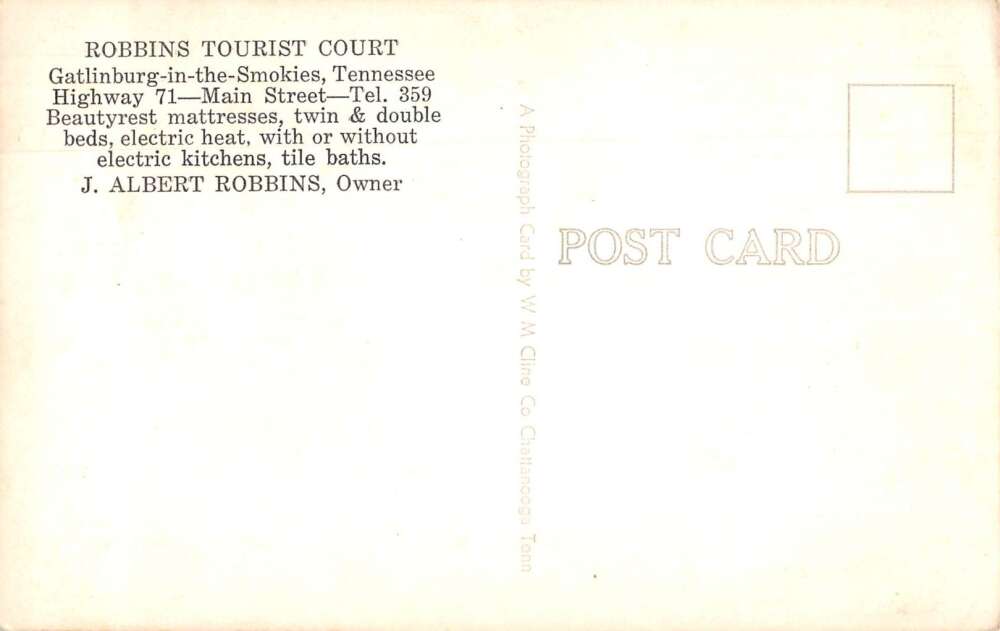 ROBBINS TOURIST COURT
Gatlinburg-in-the-Smokies, Tennessee
Highway 71—Main Street—Tel. 359
Beautyrest mattresses, twin & double
beds, electric heat, with or without
electric kitchens, tile baths.
J. ALBERT ROBBINS, Owner
A Photograph Card by W M Cline Co Chattanooga Tenn
POST CARD